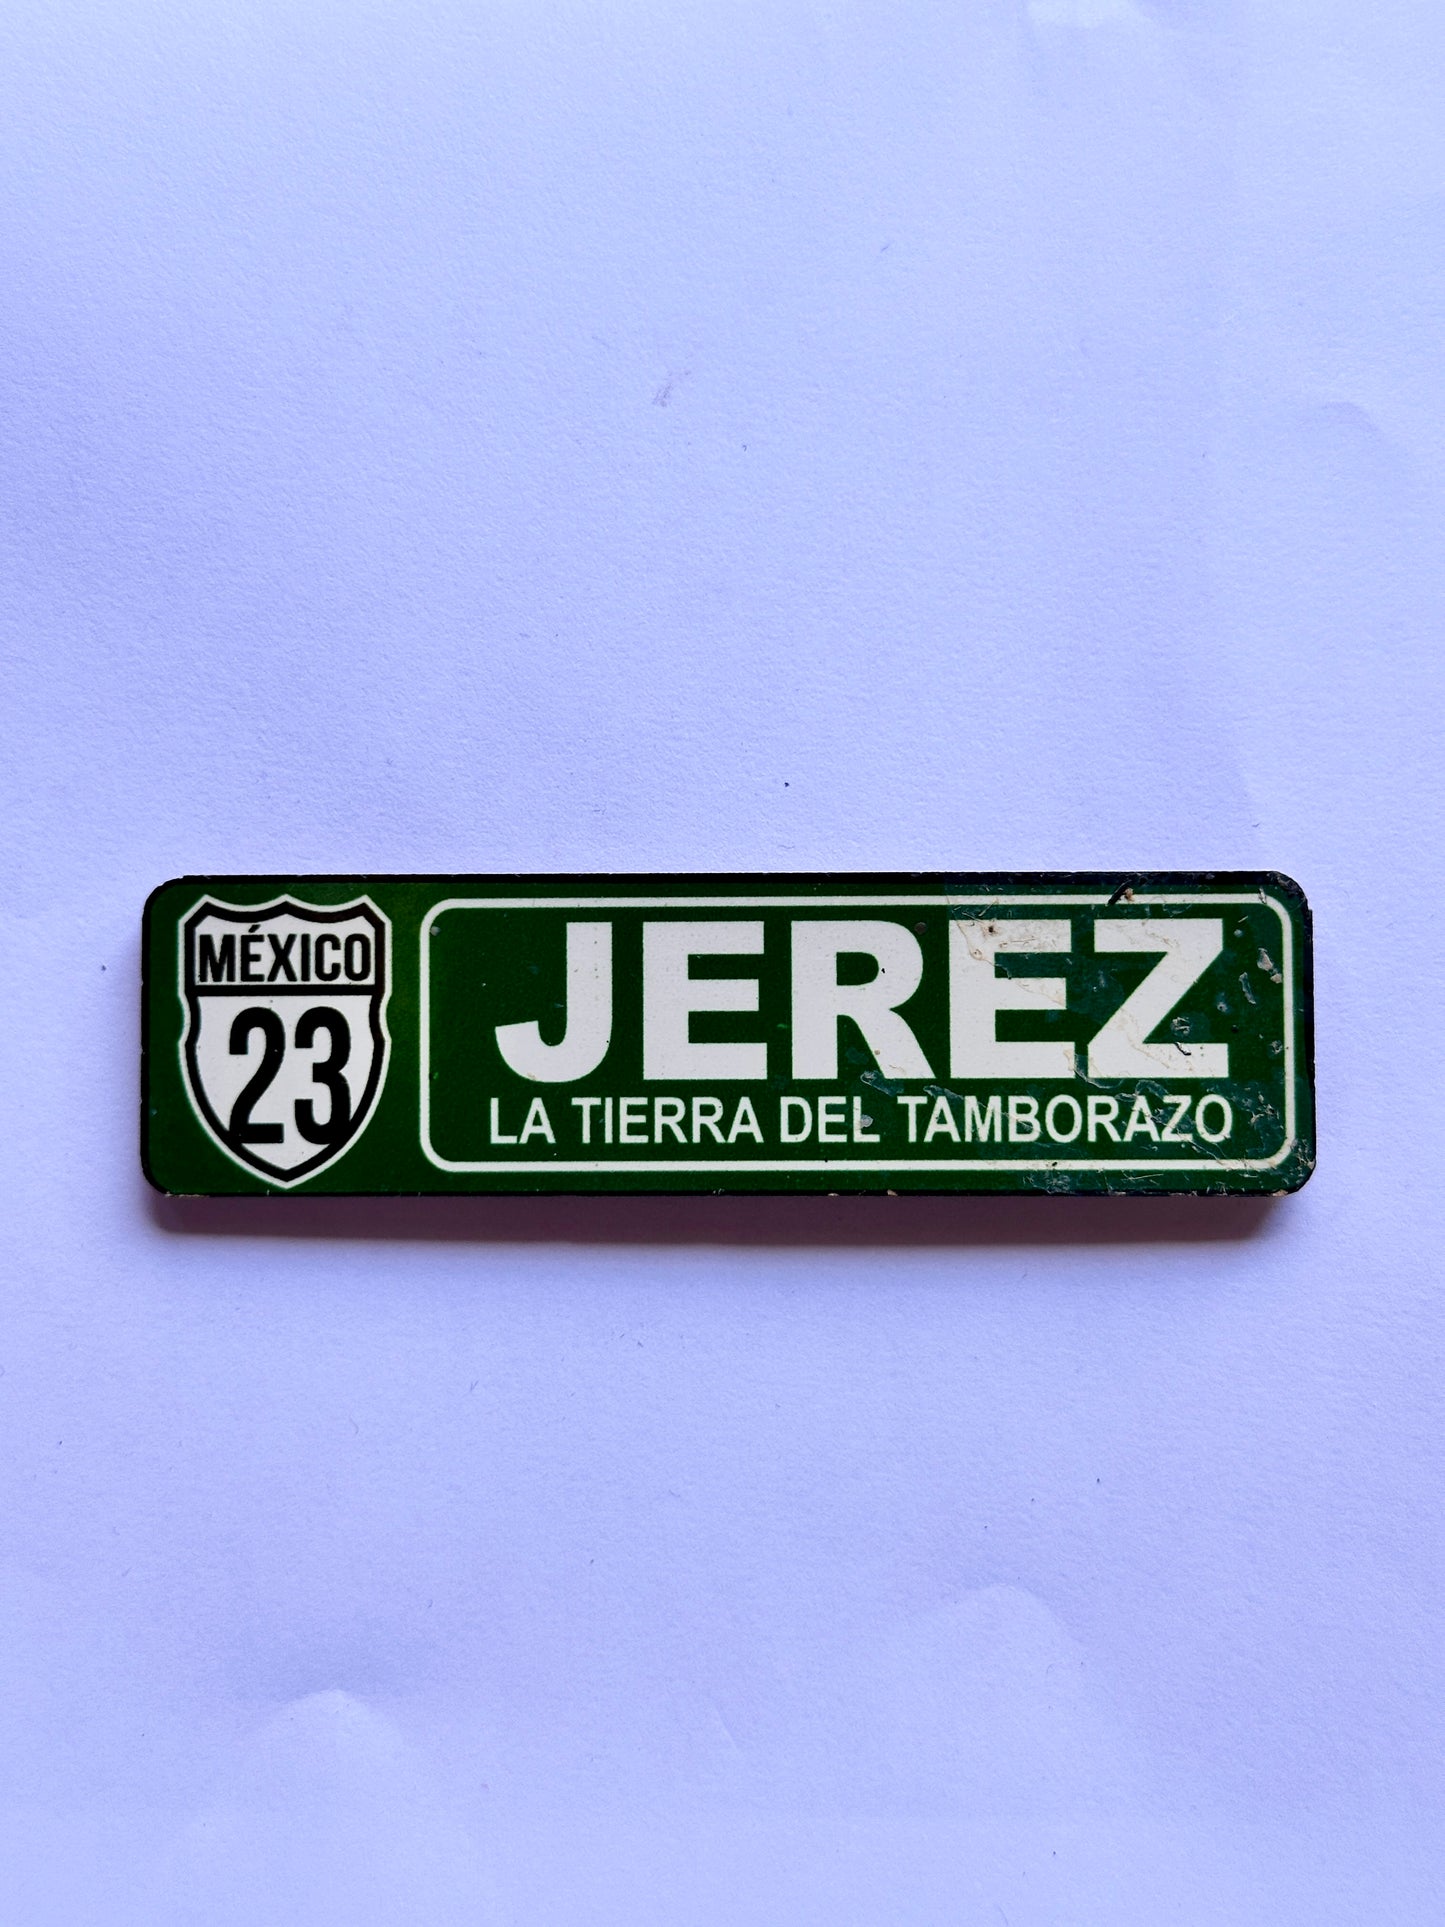 MÉXICO
23
JEREZ
LA TIERRA DEL TAMBORAZO